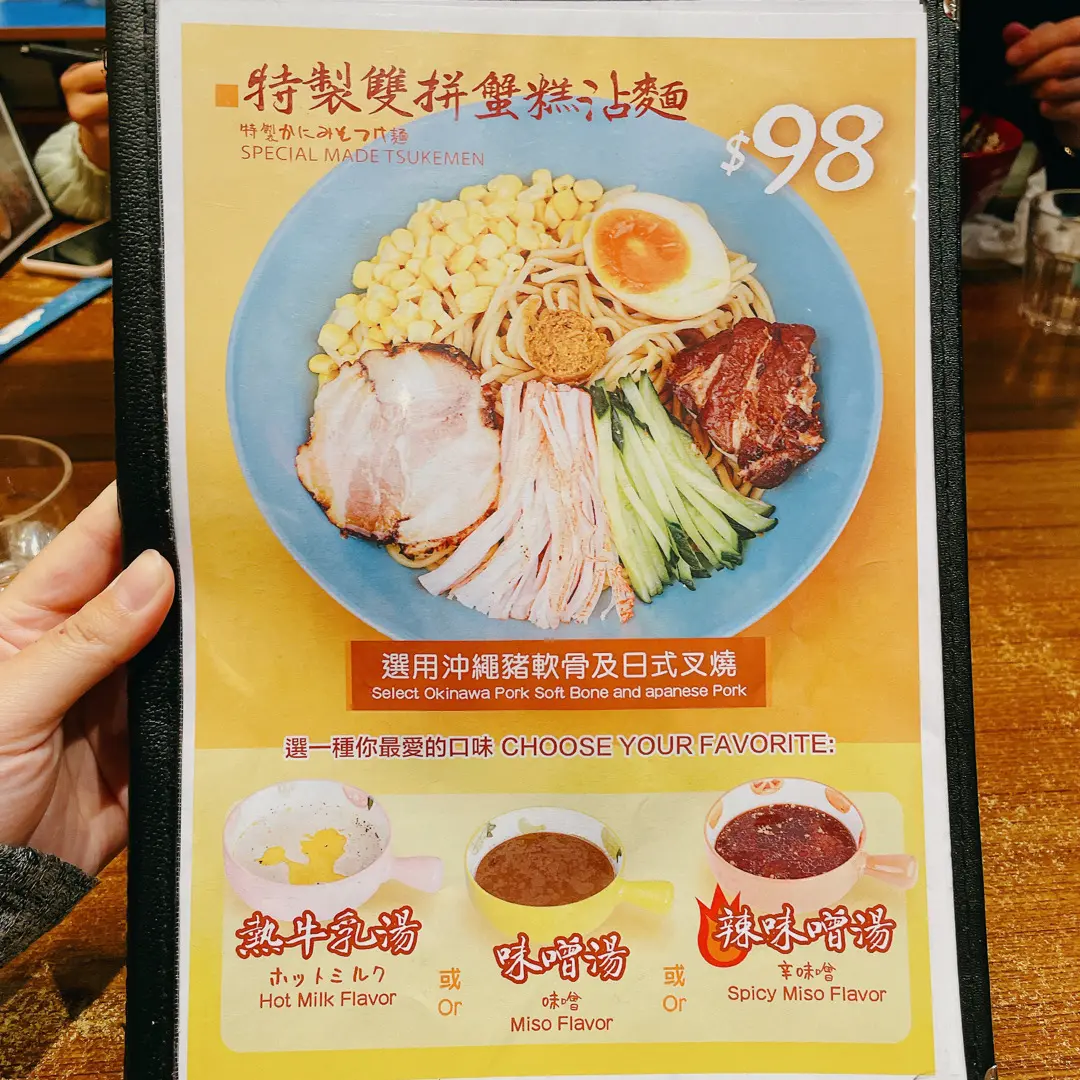 特製雙拼蟹糕沾麵
特製かにみそつけ麺
SPECIAL MADE TSUKEMEN
$98
選用沖繩豬軟骨及日式叉燒
Select Okinawa Pork Soft Bone and apanese Pork
選一種你最愛的口味 CHOOSE YOUR FAVORITE:
熱牛乳湯
ホットミルク
Hot Milk Flavor
或
Or
味噌湯
味噌
Miso Flavor
或
Or
辣味噌湯
辛味噌
Spicy Miso Flavor